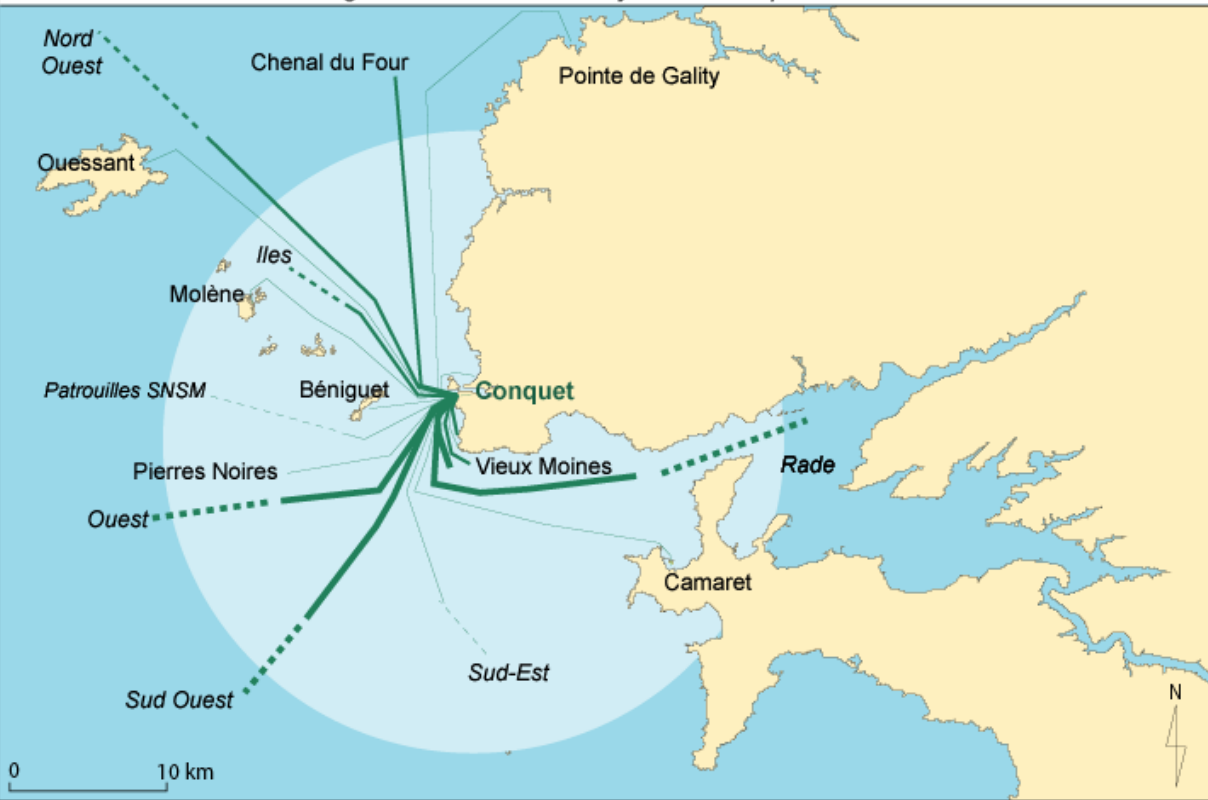 Nord
Ouest
Chenal du Four
Pointe de Gality
Ouessant
Iles
Molène
Patrouilles SNSM
Béniguet
Conquet
Pierres Noires
Vieux Moines
Rade
Ouest
Camaret
Sud-Est
Sud Ouest
N
0 10 km